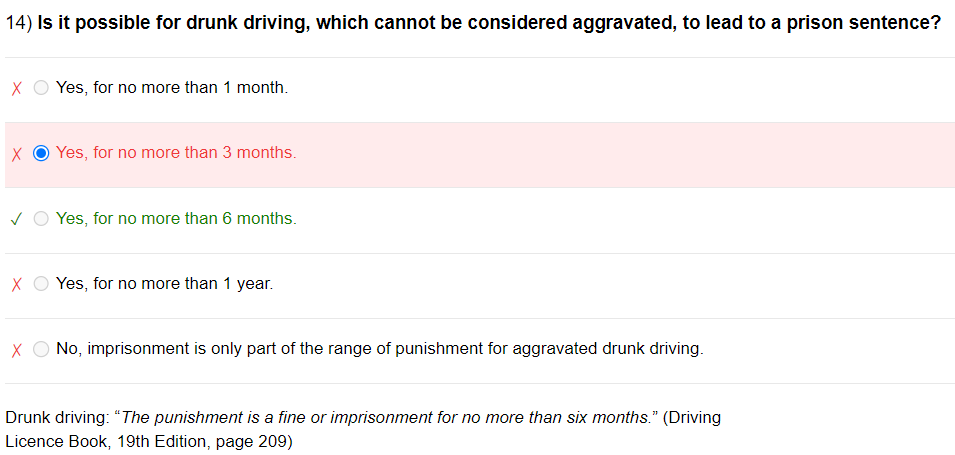 14) Is it possible for drunk driving, which cannot be considered aggravated, to lead to a prison sentence?
✗ Yes, for no more than 1 month.
✗ Yes, for no more than 3 months.
✓ Yes, for no more than 6 months.
✗ Yes, for no more than 1 year.
✗ No, imprisonment is only part of the range of punishment for aggravated drunk driving.
Drunk driving: “The punishment is a fine or imprisonment for no more than six months.” (Driving
Licence Book, 19th Edition, page 209)